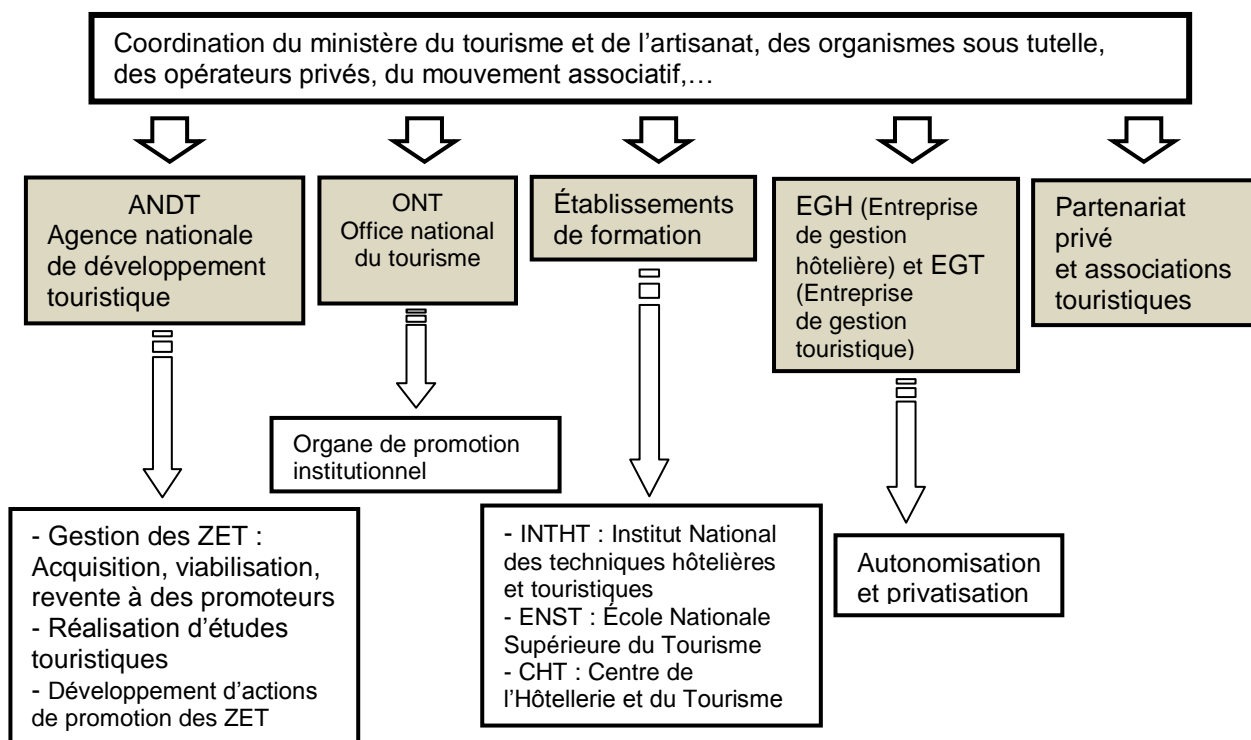 Coordination du ministère du tourisme et de l’artisanat, des organismes sous tutelle,
des opérateurs privés, du mouvement associatif,…
ANDT
Agence nationale
de développement
touristique
ONT
Office national
du tourisme
Établissements
de formation
EGH (Entreprise
de gestion
hôtelière) et EGT
(Entreprise
de gestion
touristique)
Partenariat
privé
et associations
touristiques
Organe de promotion
institutionnel
- Gestion des ZET :
Acquisition, viabilisation,
revente à des promoteurs
- Réalisation d’études
touristiques
- Développement d’actions
de promotion des ZET
- INTHT : Institut National
des techniques hôtelières
et touristiques
- ENST : École Nationale
Supérieure du Tourisme
- CHT : Centre de
l’Hôtellerie et du Tourisme
Autonomisation
et privatisation